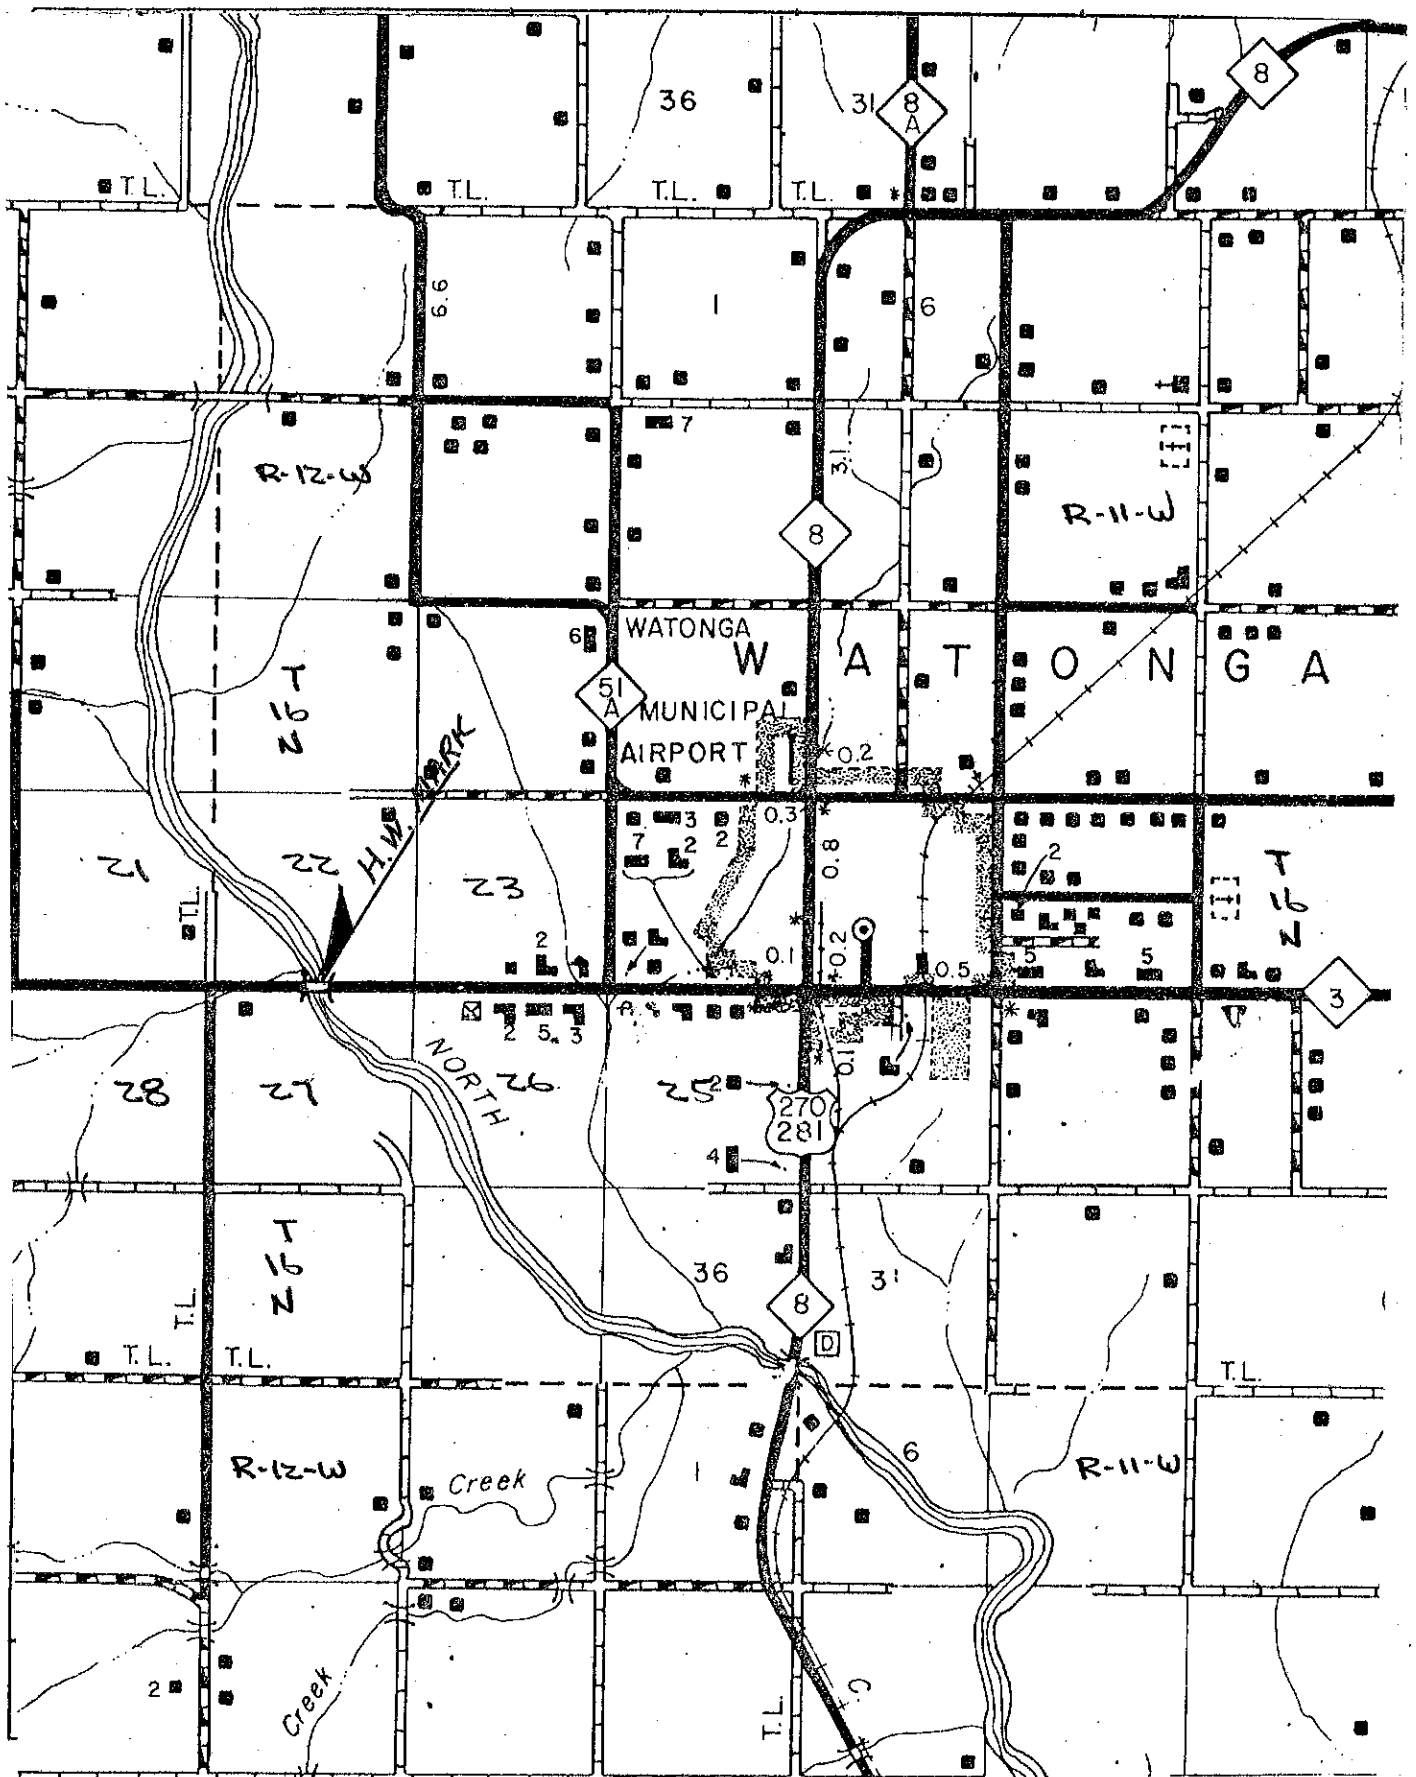 8
36
31
8
A
T.L.
T.L.
T.L.
T.L.
6.6
1
6
7
R-12-W
3.1
R-11-W
8
6
WATONGA
W A T O N G A
T
16
N
51
A
MUNICIPAL
AIRPORT
0.2
H.W. MARK
0.3
3
7
2
2
0.8
2
21
22
23
T
16
N
T.L.
2
0.1
0.2
0.5
5
5
3
2
5
3
NORTH
28
27
26
25
2
0.1
270
281
4
T
16
N
36
31
T.L.
8
D
T.L.
T.L.
T.L.
R-12-W
Creek
1
6
R-11-W
2
Creek
T.L.